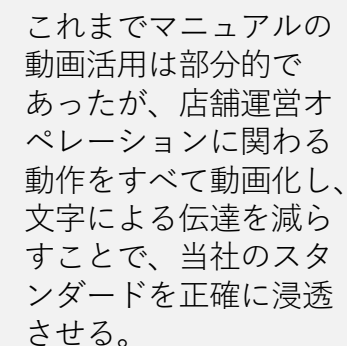 これまでマニュアルの
動画活用は部分的で
あったが、店舗運営オ
ペレーションに関わる
動作をすべて動画化し、
文字による伝達を減ら
すことで、当社のスタ
ンダードを正確に浸透
させる。